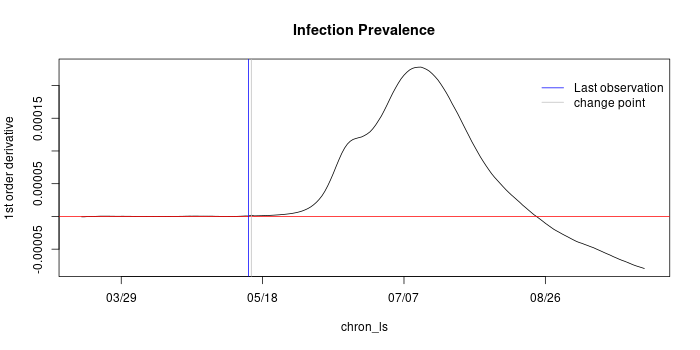 Infection Prevalence
1st order derivative
0.00015
0.00005
-0.00005
Last observation
change point
03/29
05/18
07/07
08/26
chron_ls